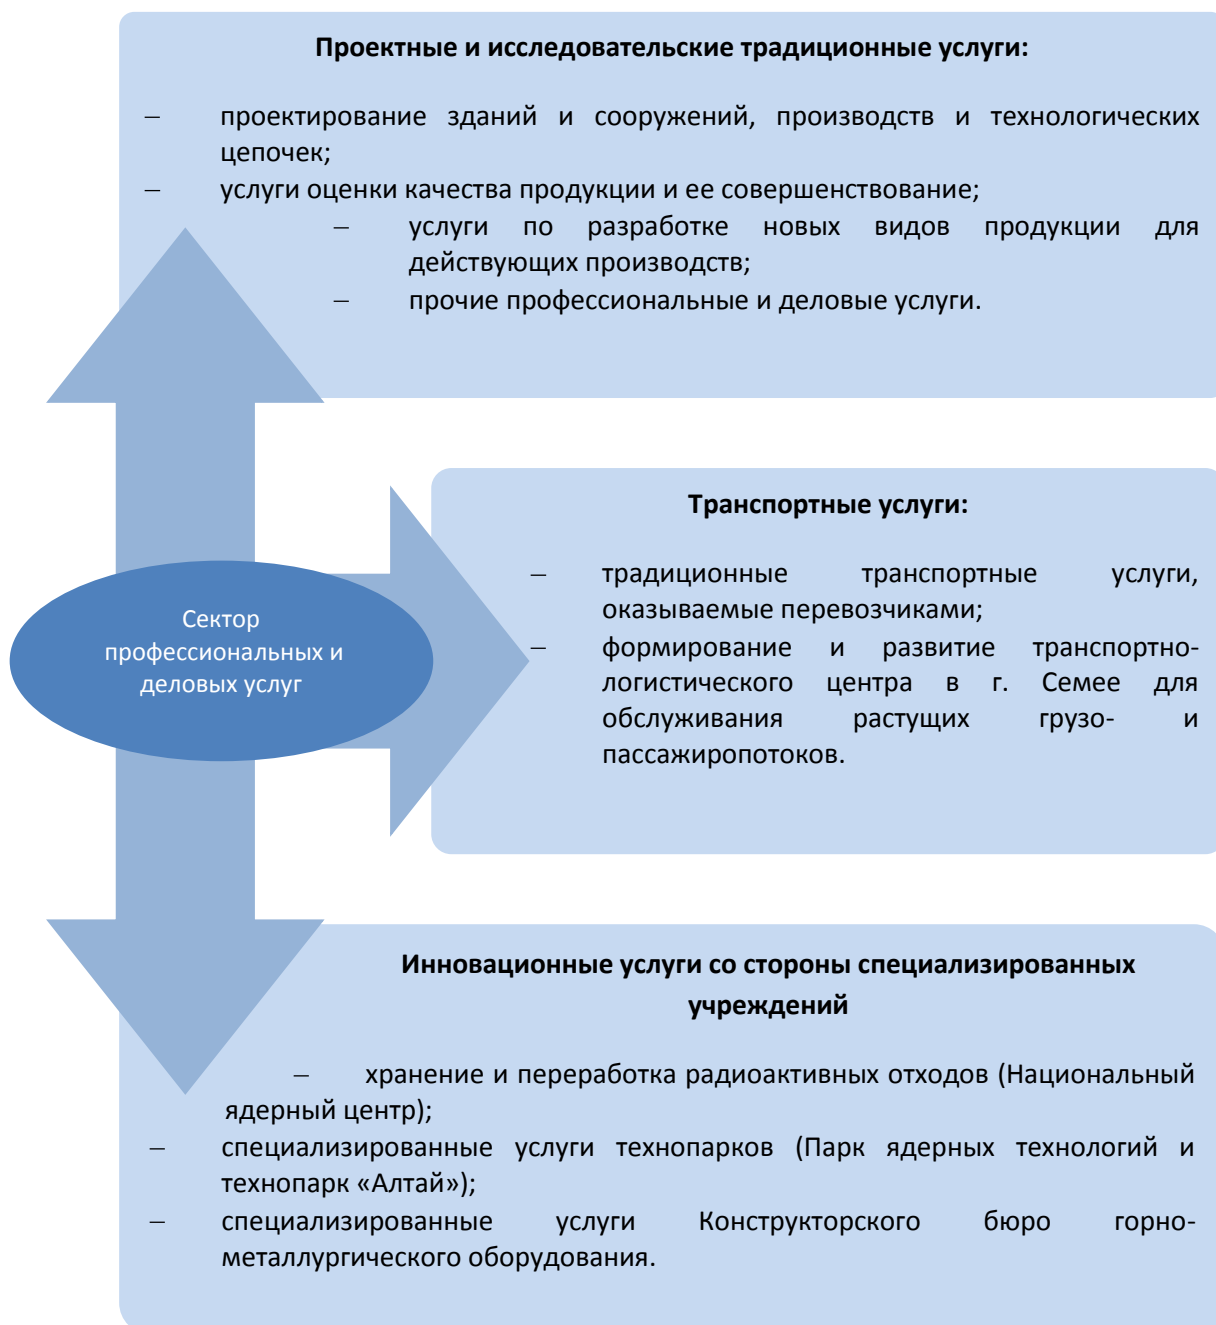 Проектные и исследовательские традиционные услуги:
– проектирование зданий и сооружений, производств и технологических
цепочек;
– услуги оценки качества продукции и ее совершенствование;
– услуги по разработке новых видов продукции для
действующих производств;
– прочие профессиональные и деловые услуги.
Транспортные услуги:
– традиционные транспортные услуги,
оказываемые перевозчиками;
– формирование и развитие транспортно-
логистического центра в г. Семее для
обслуживания растущих грузо- и
пассажиропотоков.
Сектор
профессиональных и
деловых услуг
Инновационные услуги со стороны специализированных
учреждений
– хранение и переработка радиоактивных отходов (Национальный
ядерный центр);
– специализированные услуги технопарков (Парк ядерных технологий и
технопарк «Алтай»);
– специализированные услуги Конструкторского бюро горно-
металлургического оборудования.